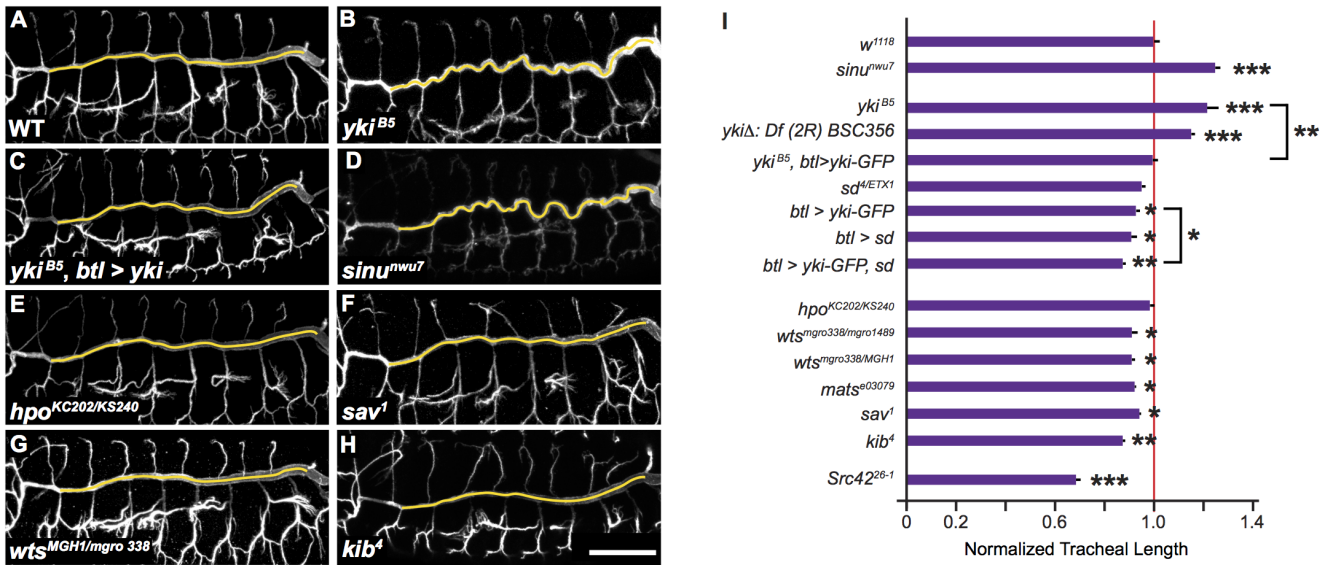 A
WT
B
yki B5
C
yki B5, btl > yki
D
sinu nwu7
E
hpo KC202/KS240
F
sav 1
G
wts MGH1/mgro 338
H
kib 4
I
w 1118
sinu nwu7 ***
yki B5 ***
ykiΔ: Df (2R) BSC356 ***
**
yki B5, btl>yki-GFP
sd 4/ETX1
btl > yki-GFP *
btl > sd *
*
btl > yki-GFP, sd **
hpo KC202/KS240
wts mgro338/mgro1489 *
wts mgro338/MGH1 *
mats e03079 *
sav 1 *
kib 4 **
Src42 26-1 ***
0 0.2 0.6 1.0 1.4
Normalized Tracheal Length